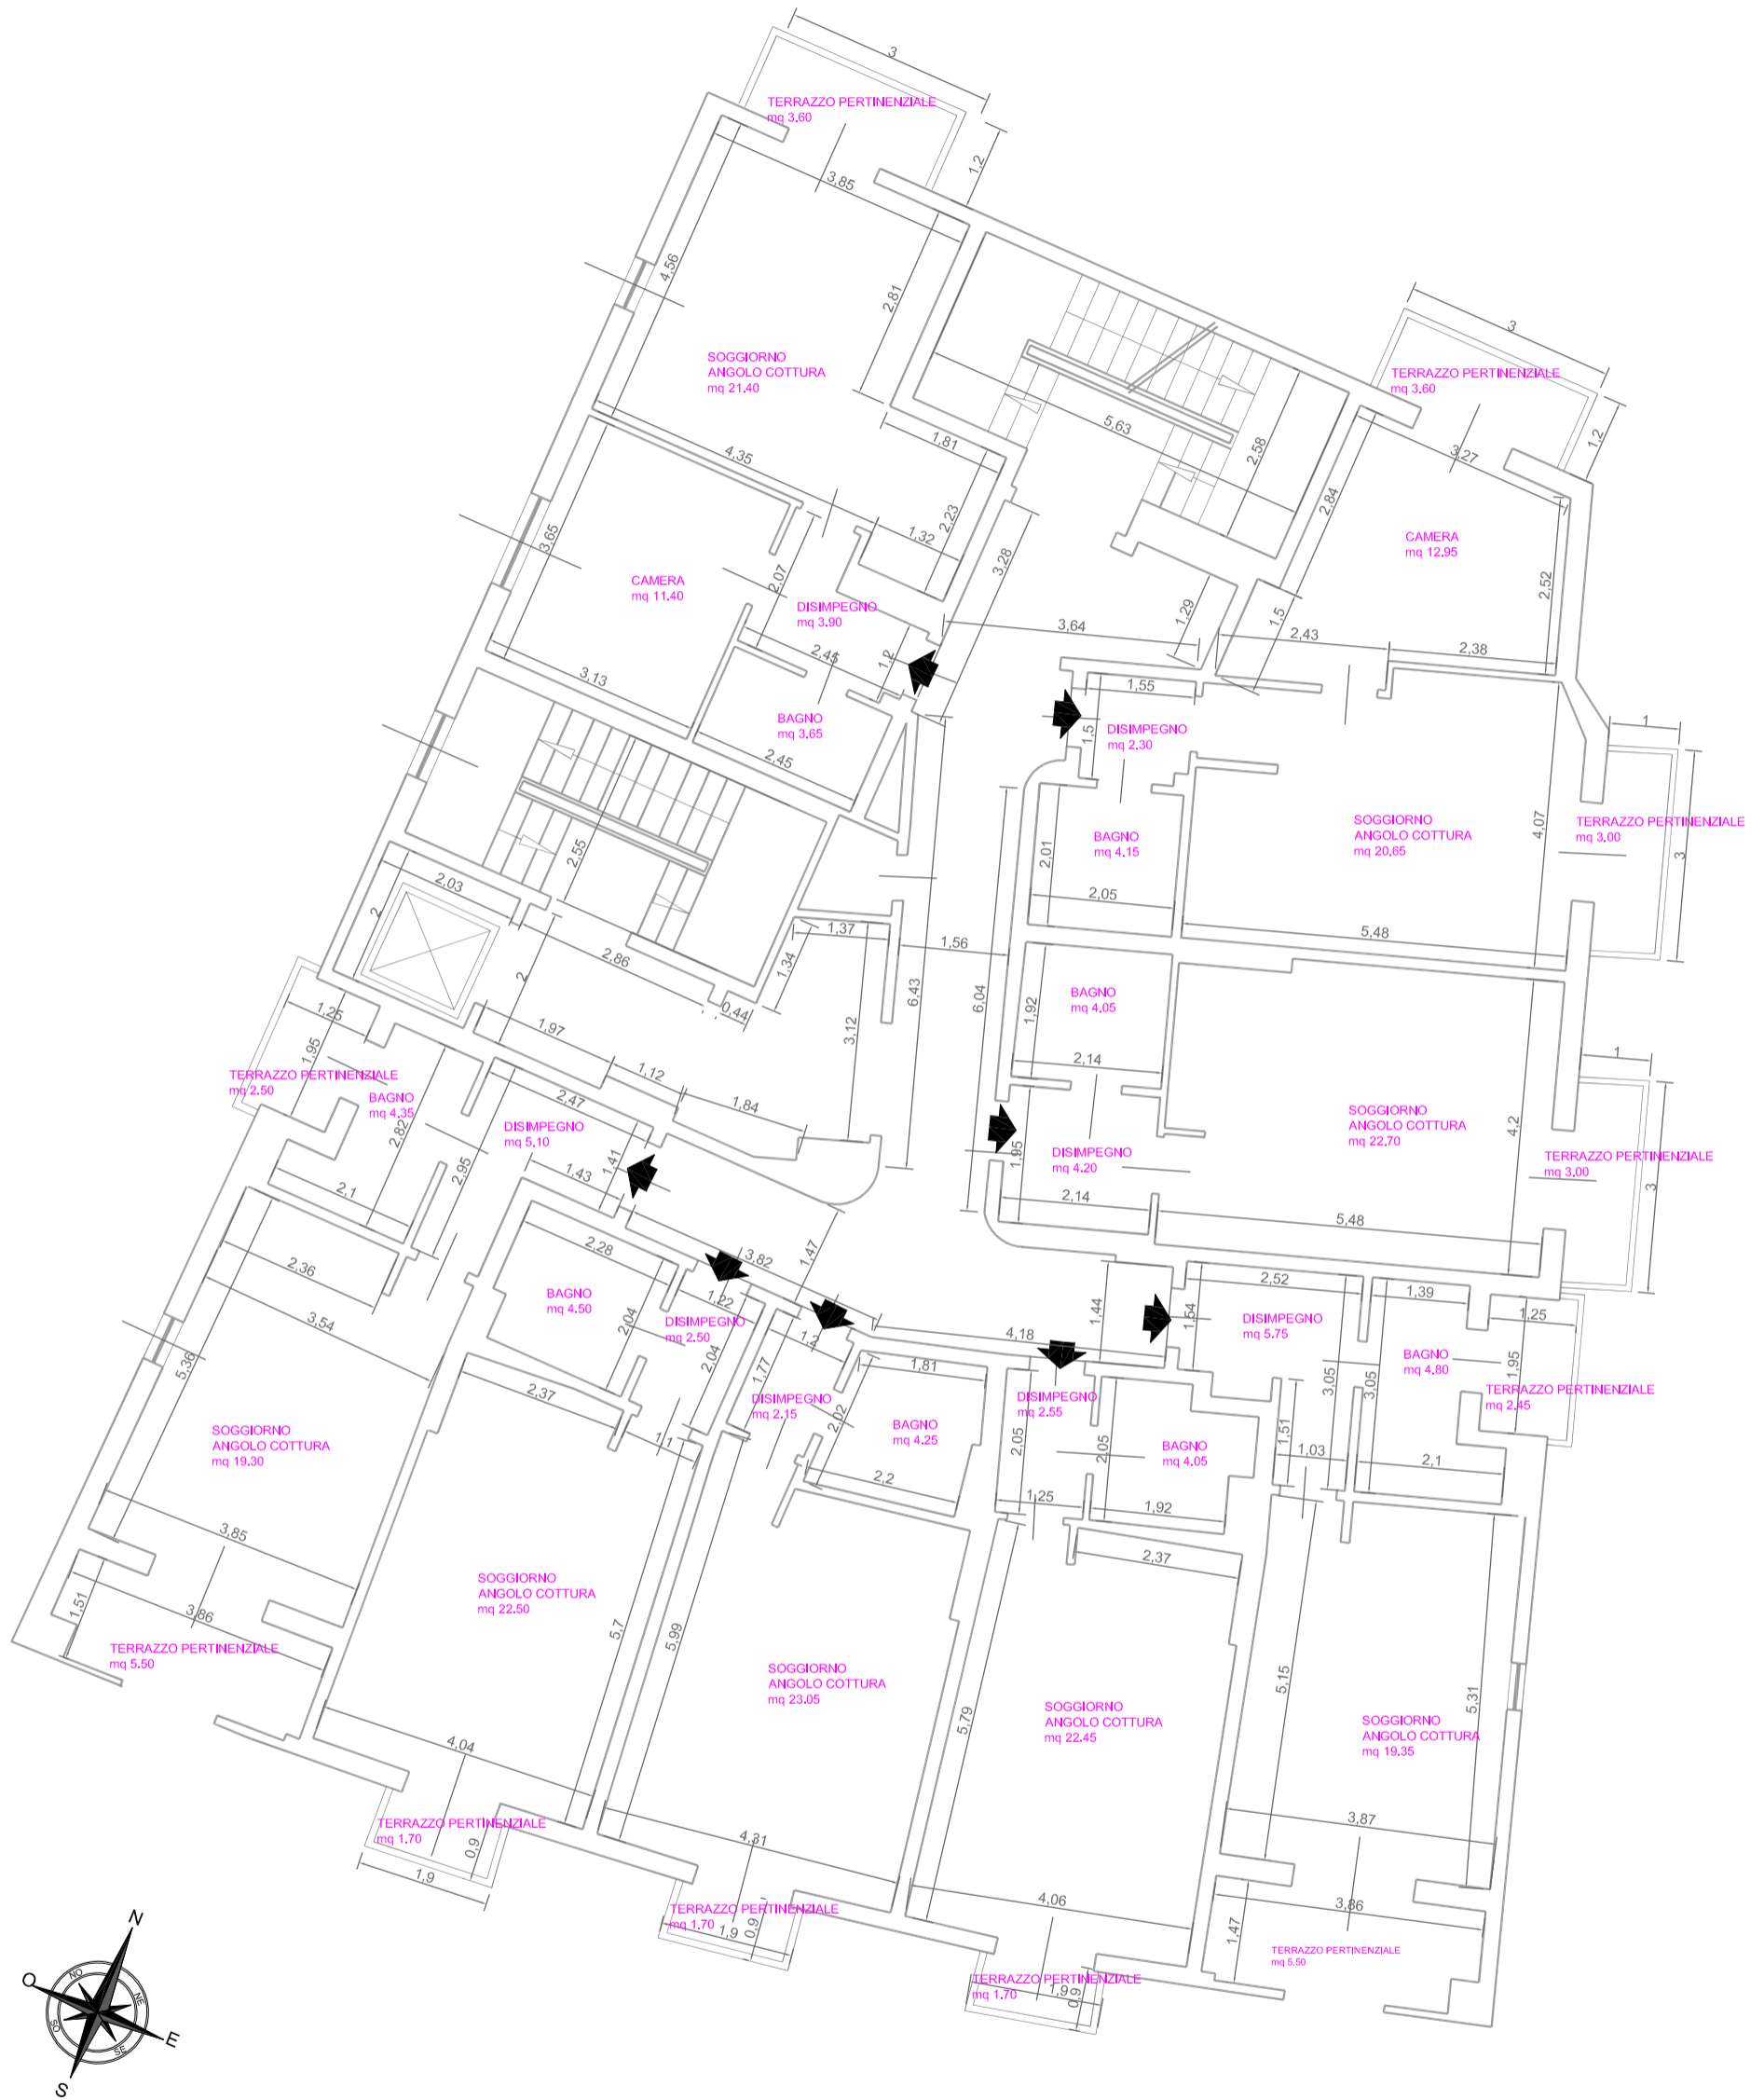 3
TERRAZZO PERTINENZIALE
mq 3.60
1,2
3,85
4,56
2,81
SOGGIORNO
ANGOLO COTTURA
mq 21.40
3
TERRAZZO PERTINENZIALE
mq 3.60
1,2
5,63
2,58
1,81
4,35
2,23
1,32
3,27
2,84
CAMERA
mq 12.95
2,52
3,65
2,07
3,28
CAMERA
mq 11.40
DISIMPEGNO
mq 3.90
1,29
1,5
3,64
2,43
2,38
2,45
1,2
3,13
BAGNO
mq 3.65
2,45
1,55
1,5
DISIMPEGNO
mq 2.30
1
SOGGIORNO
ANGOLO COTTURA
mq 20.65
4,07
TERRAZZO PERTINENZIALE
mq 3.00
3
BAGNO
mq 4.15
2,01
2,05
2,55
2,03
2
5,48
1,37
1,56
1,34
2,86
2
0,44
6,43
6,04
3,12
BAGNO
mq 4.05
1,92
2,14
1,25
1,95
1,97
1,12
1,84
TERRAZZO PERTINENZIALE
mq 2.50
BAGNO
mq 4.35
2,82
2,47
DISIMPEGNO
mq 5.10
2,95
1,41
1,43
2,1
1
SOGGIORNO
ANGOLO COTTURA
mq 22.70
4,2
TERRAZZO PERTINENZIALE
mq 3.00
3
DISIMPEGNO
mq 4.20
1,95
2,14
5,48
2,36
3,54
5,36
2,28
BAGNO
mq 4.50
2,04
3,82
1,47
1,22
DISIMPEGNO
mq 2.50
2,04
1,2
1,77
4,18
1,44
1,54
2,52
DISIMPEGNO
mq 5.75
1,39
1,25
3,05
3,05
BAGNO
mq 4.80
1,95
TERRAZZO PERTINENZIALE
mq 2.45
1,81
DISIMPEGNO
mq 2.15
2,02
BAGNO
mq 4.25
2,2
DISIMPEGNO
mq 2.55
2,05
2,05
BAGNO
mq 4.05
1,51
1,03
2,1
1,25
1,92
2,37
1,1
2,37
SOGGIORNO
ANGOLO COTTURA
mq 19.30
3,85
1,51
3,86
TERRAZZO PERTINENZIALE
mq 5.50
SOGGIORNO
ANGOLO COTTURA
mq 22.50
5,7
5,99
4,04
SOGGIORNO
ANGOLO COTTURA
mq 23.05
5,79
SOGGIORNO
ANGOLO COTTURA
mq 22.45
5,15
SOGGIORNO
ANGOLO COTTURA
mq 19.35
5,31
TERRAZZO PERTINENZIALE
mq 1.70
0,9
1,9
4,31
TERRAZZO PERTINENZIALE
mq 1.70
1,9
0,9
4,06
TERRAZZO PERTINENZIALE
mq 1.70
1,9
0,9
3,87
3,86
1,47
TERRAZZO PERTINENZIALE
mq 5.50
N
NO
NE
O
E
SO
SE
S